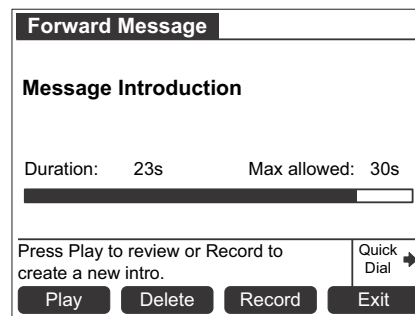 Forward Message
Message Introduction
Duration: 23s Max allowed: 30s
Press Play to review or Record to
create a new intro.
Quick
Dial
Play Delete Record Exit